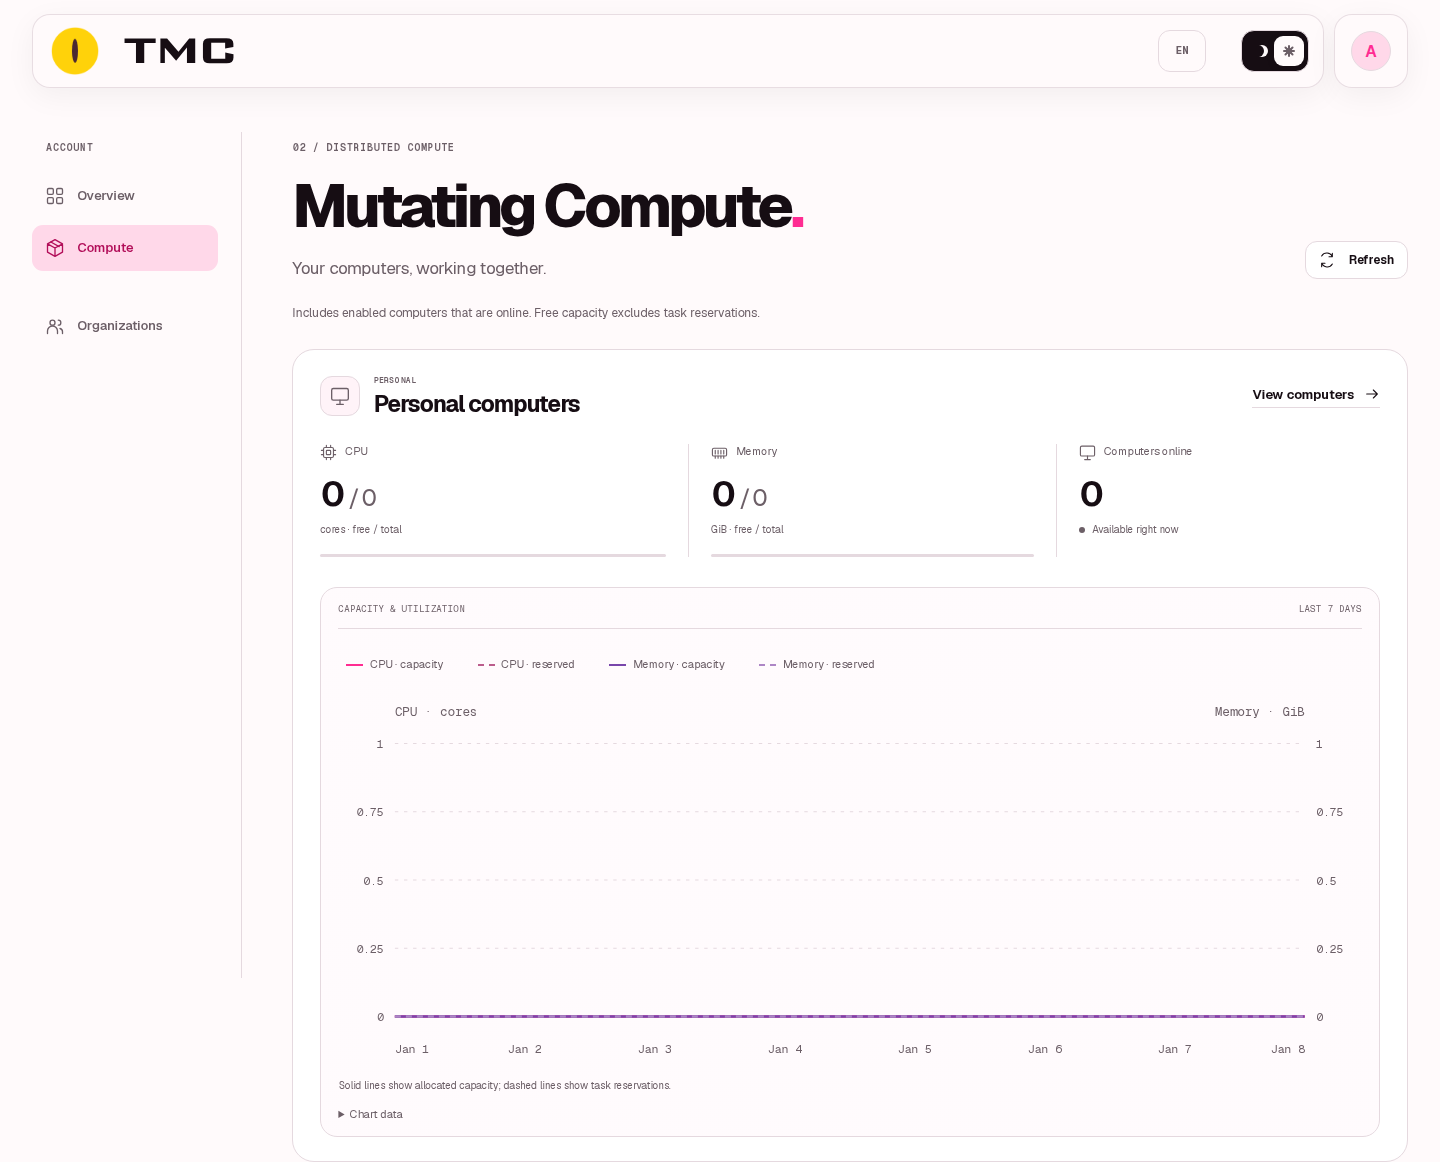 TMC
EN
A
ACCOUNT
Overview
Compute
Organizations
02 / DISTRIBUTED COMPUTE
Mutating Compute.
Your computers, working together.
Refresh
Includes enabled computers that are online. Free capacity excludes task reservations.
PERSONAL
Personal computers
View computers
CPU
0 / 0
cores · free / total
Memory
0 / 0
GiB · free / total
Computers online
0
Available right now
CAPACITY & UTILIZATION
LAST 7 DAYS
CPU · capacity
CPU · reserved
Memory · capacity
Memory · reserved
CPU · cores
Memory · GiB
1
1
0.75
0.75
0.5
0.5
0.25
0.25
0
0
Jan 1
Jan 2
Jan 3
Jan 4
Jan 5
Jan 6
Jan 7
Jan 8
Solid lines show allocated capacity; dashed lines show task reservations.
Chart data